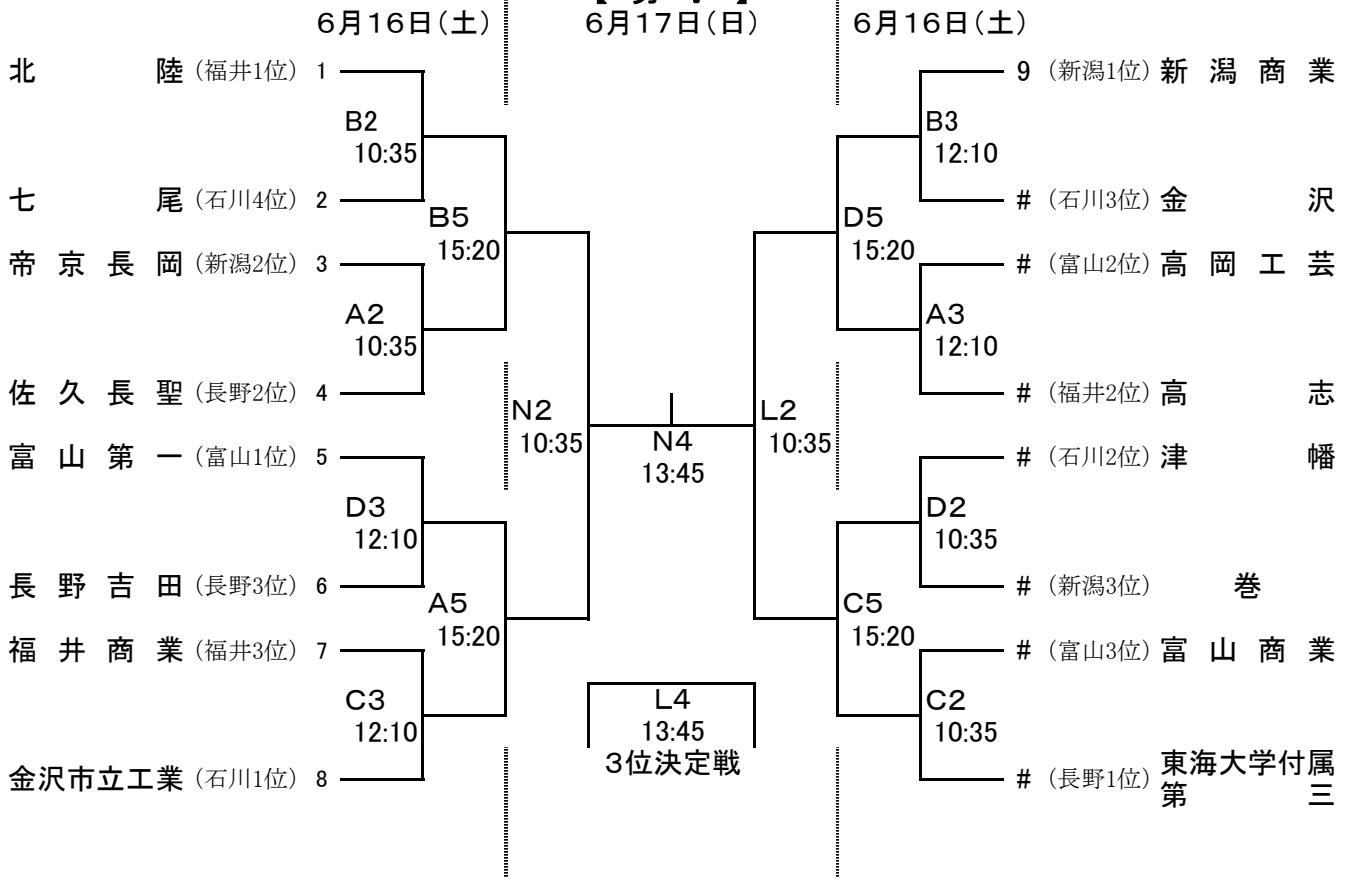 6月16日(土) 6月17日(日) 6月16日(土)
北陸 (福井1位) 1
9 (新潟1位) 新潟商業
B2
10:35
B3
12:10
七尾 (石川4位) 2
# (石川3位) 金沢
B5
15:20
D5
15:20
帝京長岡 (新潟2位) 3
# (富山2位) 高岡工芸
A2
10:35
A3
12:10
佐久長聖 (長野2位) 4
# (福井2位) 高志
N2
10:35
N4
13:45
L2
10:35
富山第一 (富山1位) 5
# (石川2位) 津幡
D3
12:10
D2
10:35
長野吉田 (長野3位) 6
# (新潟3位) 巻
A5
15:20
C5
15:20
福井商業 (福井3位) 7
# (富山3位) 富山商業
C3
12:10
L4
13:45
3位決定戦
C2
10:35
金沢市立工業 (石川1位) 8
# (長野1位) 東海大学付属
第三